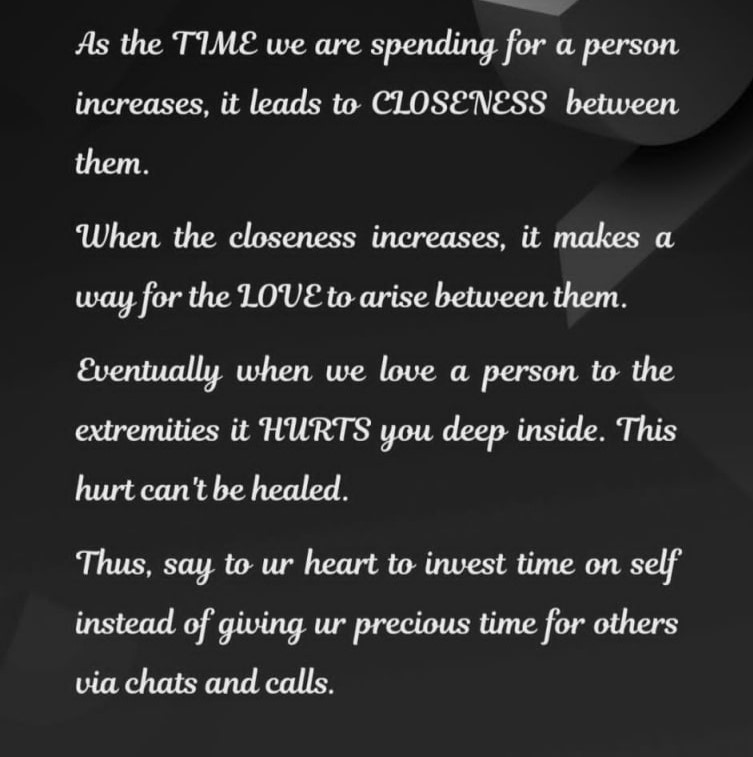 As the TIME we are spending for a person
increases, it leads to CLOSENESS between
them.
When the closeness increases, it makes a
way for the LOVE to arise between them.
Eventually when we love a person to the
extremities it HURTS you deep inside. This
hurt can't be healed.
Thus, say to ur heart to invest time on self
instead of giving ur precious time for others
via chats and calls.